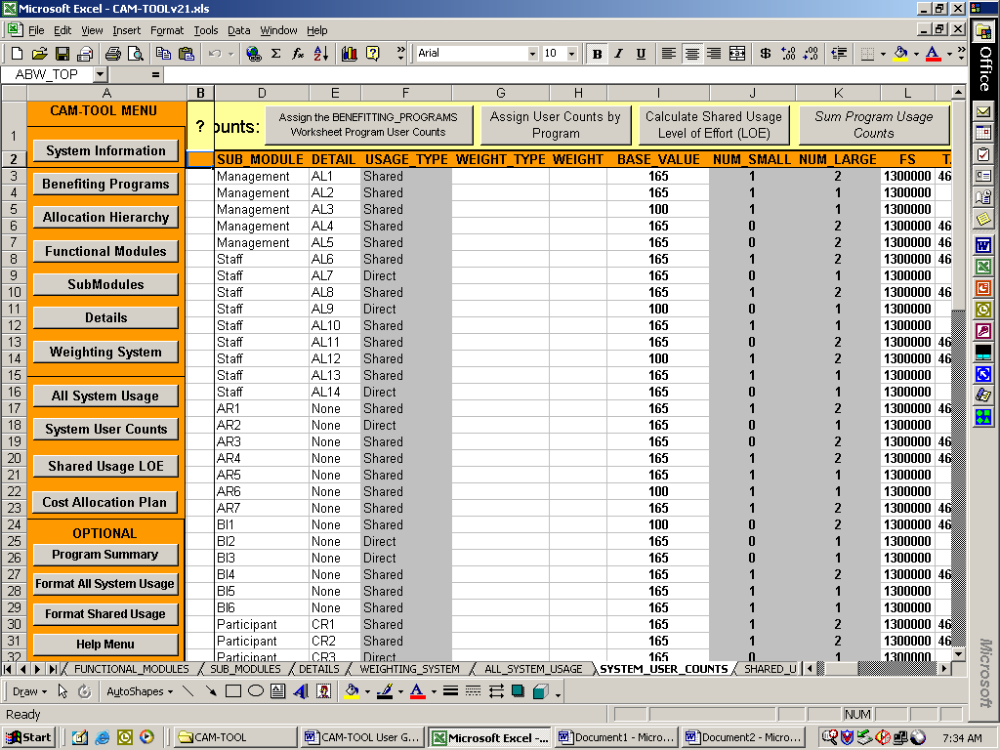 Microsoft Excel - CAM-TOOLv21.xls
File Edit View Insert Format Tools Data Window Help
Arial 10 B I U $
ABW_TOP =
A B D E F G H I J K L
1 CAM-TOOL MENU ? ounts: Assign the BENEFITTING_PROGRAMS Worksheet Program User Counts Assign User Counts by Program Calculate Shared Usage Level of Effort (LOE) Sum Program Usage Counts
2 SUB_MODULE DETAIL USAGE_TYPE WEIGHT_TYPE WEIGHT BASE_VALUE NUM_SMALL NUM_LARGE FS T
3 Management AL1 Shared 165 1 2 1300000 46
4 Management AL2 Shared 165 1 1 1300000
5 Management AL3 Shared 100 1 1 1300000
6 Management AL4 Shared 165 0 2 1300000 46
7 Management AL5 Shared 165 0 2 1300000 46
8 Staff AL6 Shared 165 1 2 1300000 46
9 Staff AL7 Direct 165 0 1 1300000
10 Staff AL8 Shared 165 1 2 1300000 46
11 Staff AL9 Direct 100 0 1 1300000
12 Staff AL10 Shared 165 1 1 1300000
13 Staff AL11 Shared 165 0 2 1300000 46
14 Staff AL12 Shared 100 1 2 1300000 46
15 Staff AL13 Shared 165 1 1 1300000
16 Staff AL14 Direct 165 0 1 1300000
17 AR1 None Shared 165 1 2 1300000 46
18 AR2 None Direct 165 0 1 1300000
19 AR3 None Shared 165 0 2 1300000 46
20 AR4 None Shared 165 1 2 1300000 46
21 AR5 None Shared 165 1 1 1300000
22 AR6 None Shared 100 1 1 1300000
23 AR7 None Shared 165 1 2 1300000 46
24 BI1 None Shared 100 0 2 1300000 46
25 BI2 None Direct 165 0 1 1300000
26 BI3 None Direct 165 0 1 1300000
27 BI4 None Shared 165 1 2 1300000 46
28 BI5 None Shared 165 1 1 1300000
29 BI6 None Shared 165 1 1 1300000
30 Participant CR1 Shared 165 1 2 1300000 46
31 Participant CR2 Shared 165 1 2 1300000 46
32 Participant CR3 Direct 165 0 1 1300000
System Information
Benefiting Programs
Allocation Hierarchy
Functional Modules
SubModules
Details
Weighting System
All System Usage
System User Counts
Shared Usage LOE
Cost Allocation Plan
OPTIONAL
Program Summary
Format All System Usage
Format Shared Usage
Help Menu
FUNCTIONAL_MODULES SUB_MODULES DETAILS WEIGHTING_SYSTEM ALL_SYSTEM_USAGE SYSTEM_USER_COUNTS SHARED_U
Draw AutoShapes
Ready NUM
Start CAM-TOOL CAM-TOOL User G... Microsoft Excel -... Document1 - Micro... Document2 - Micro... 7:34 AM
Office
Microsoft